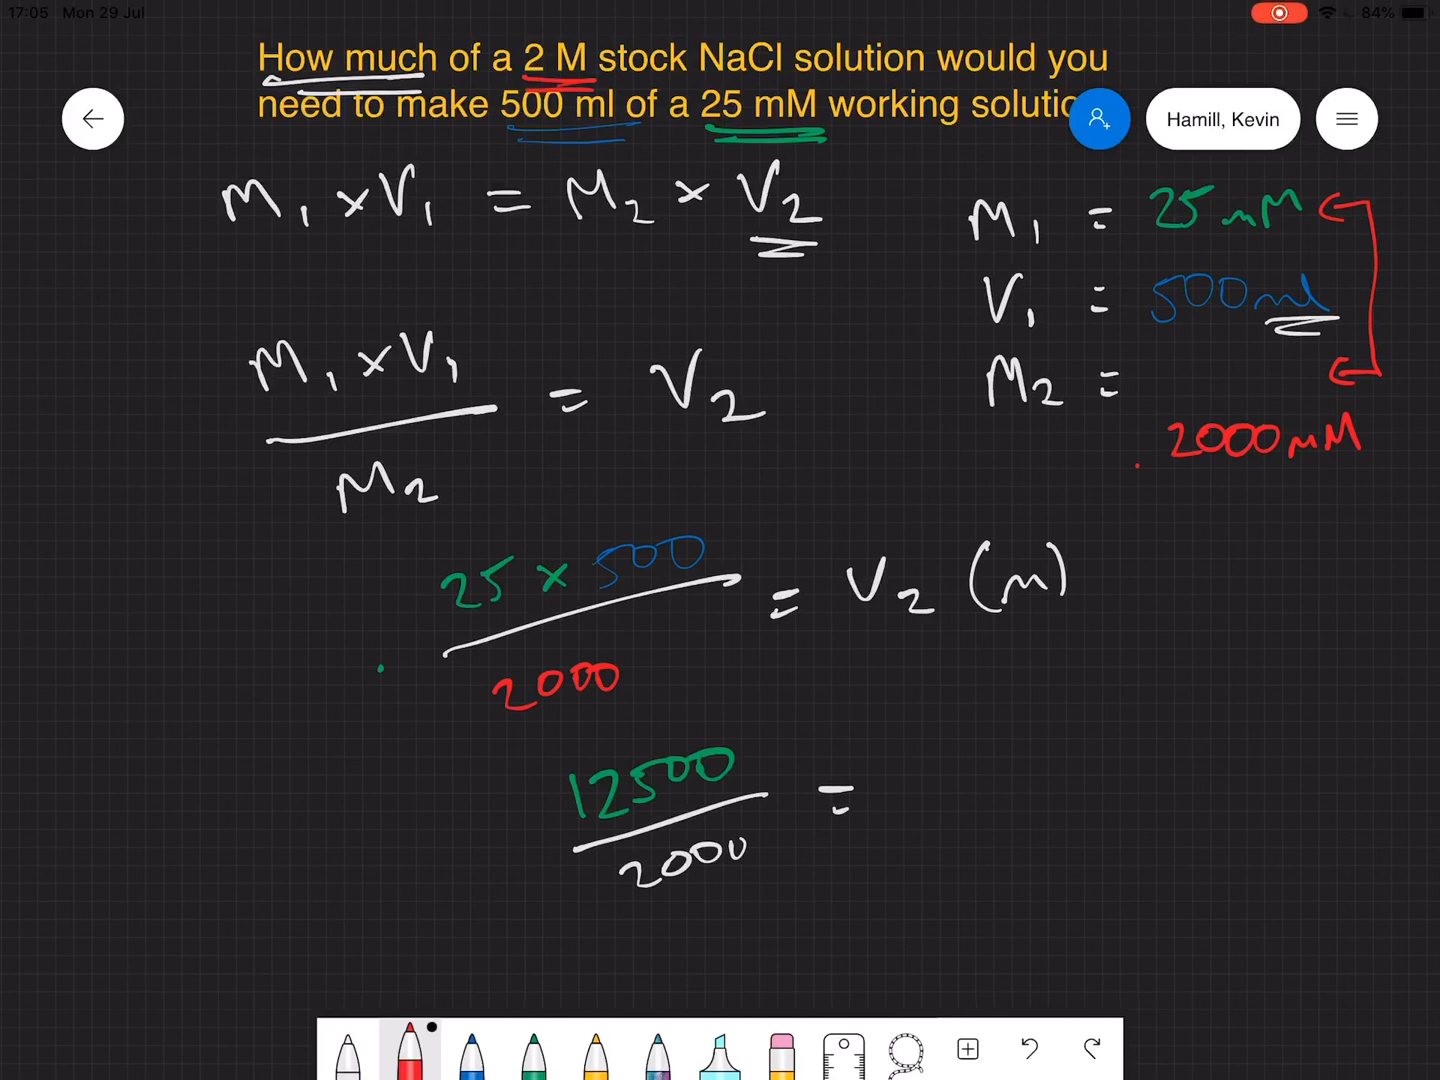 17:05 Mon 29 Jul
84%
How much of a 2 M stock NaCl solution would you
need to make 500 ml of a 25 mM working solutio
Hamill, Kevin
M₁ × V₁ = M₂ × V₂
M₁ = 25 mM
V₁ = 500 ml
M₁ × V₁ / M₂ = V₂
M₂ =
2000 mM
25 × 500 / 2000 = V₂ (m)
12500 / 2000 =